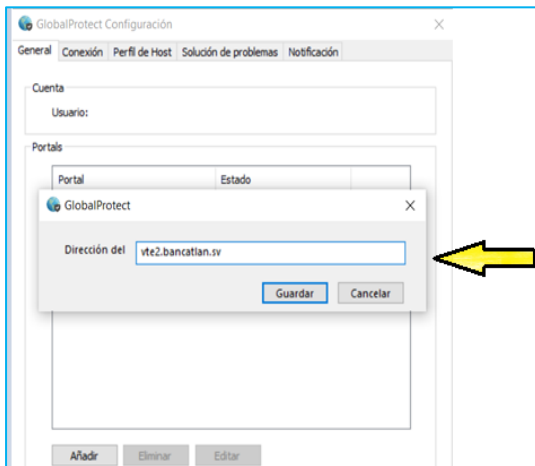 GlobalProtect Configuración
General Conexión Perfil de Host Solución de problemas Notificación
Cuenta
Usuario:
Portals
Portal Estado
GlobalProtect
Dirección del vte2.bancatlan.sv
Guardar Cancelar
Añadir Eliminar Editar